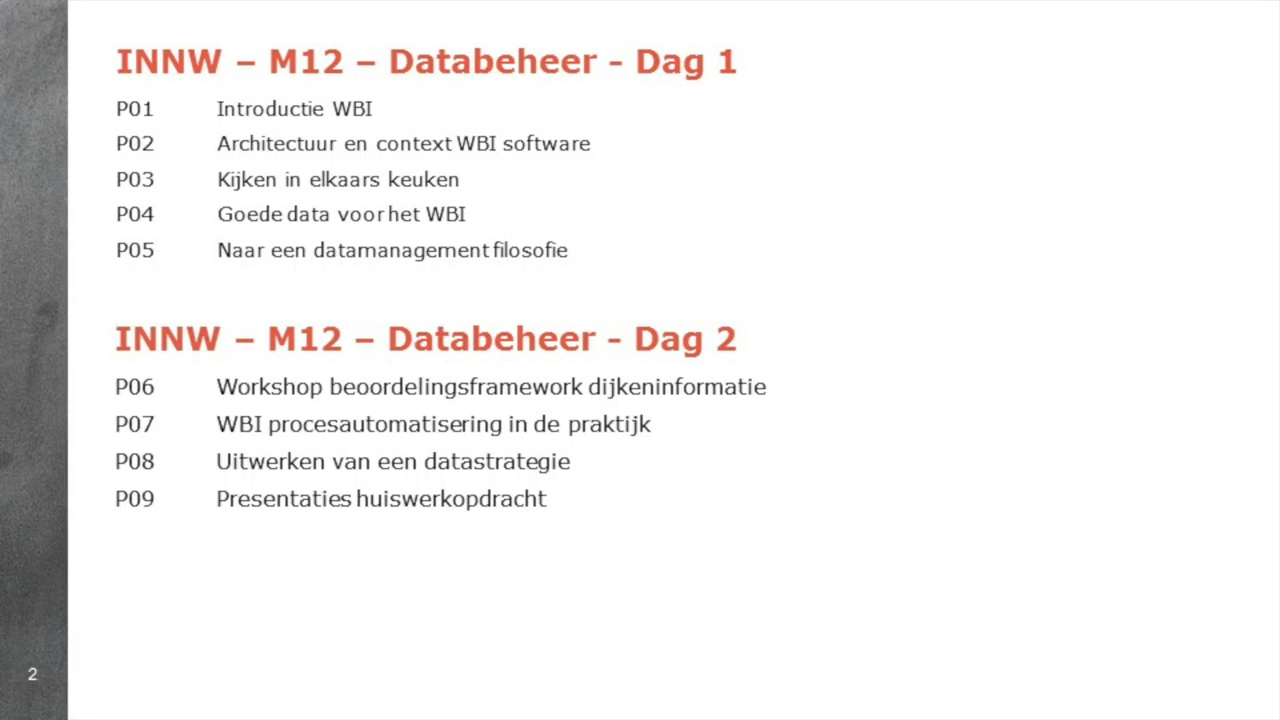 INNW – M12 – Databeheer - Dag 1
P01 Introductie WBI
P02 Architectuur en context WBI software
P03 Kijken in elkaars keuken
P04 Goede data voor het WBI
P05 Naar een datamanagement filosofie
INNW – M12 – Databeheer - Dag 2
P06 Workshop beoordelingsframework dijkeninformatie
P07 WBI procesautomatisering in de praktijk
P08 Uitwerken van een datastrategie
P09 Presentaties huiswerkopdracht
2